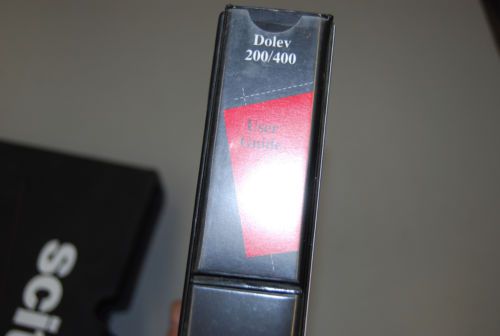 Dolev
200/400
User
Guide
sci